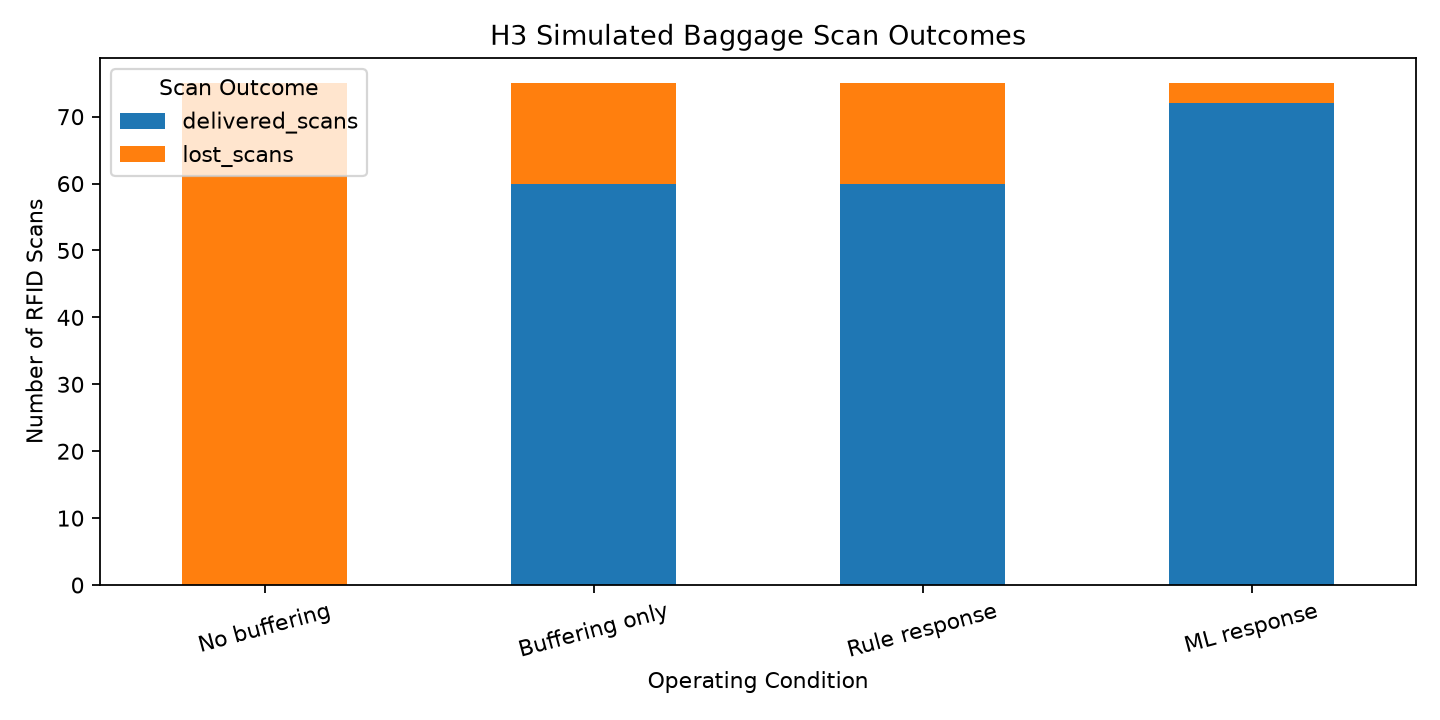 H3 Simulated Baggage Scan Outcomes
Scan Outcome
delivered_scans
lost_scans
Number of RFID Scans
70
60
50
40
30
20
10
0
No buffering
Buffering only
Rule response
ML response
Operating Condition